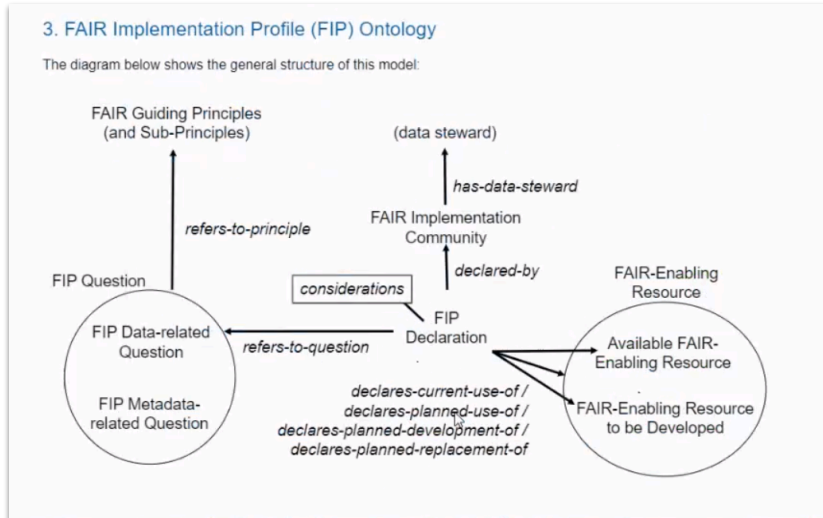 3. FAIR Implementation Profile (FIP) Ontology
The diagram below shows the general structure of this model:
FAIR Guiding Principles
(and Sub-Principles)
(data steward)
has-data-steward
refers-to-principle
FAIR Implementation
Community
declared-by
FIP Question
considerations
FAIR-Enabling
Resource
FIP
Declaration
FIP Data-related
Question
refers-to-question
Available FAIR-
Enabling Resource
FIP Metadata-
related Question
declares-current-use-of /
declares-planned-use-of /
declares-planned-development-of /
declares-planned-replacement-of
FAIR-Enabling Resource
to be Developed